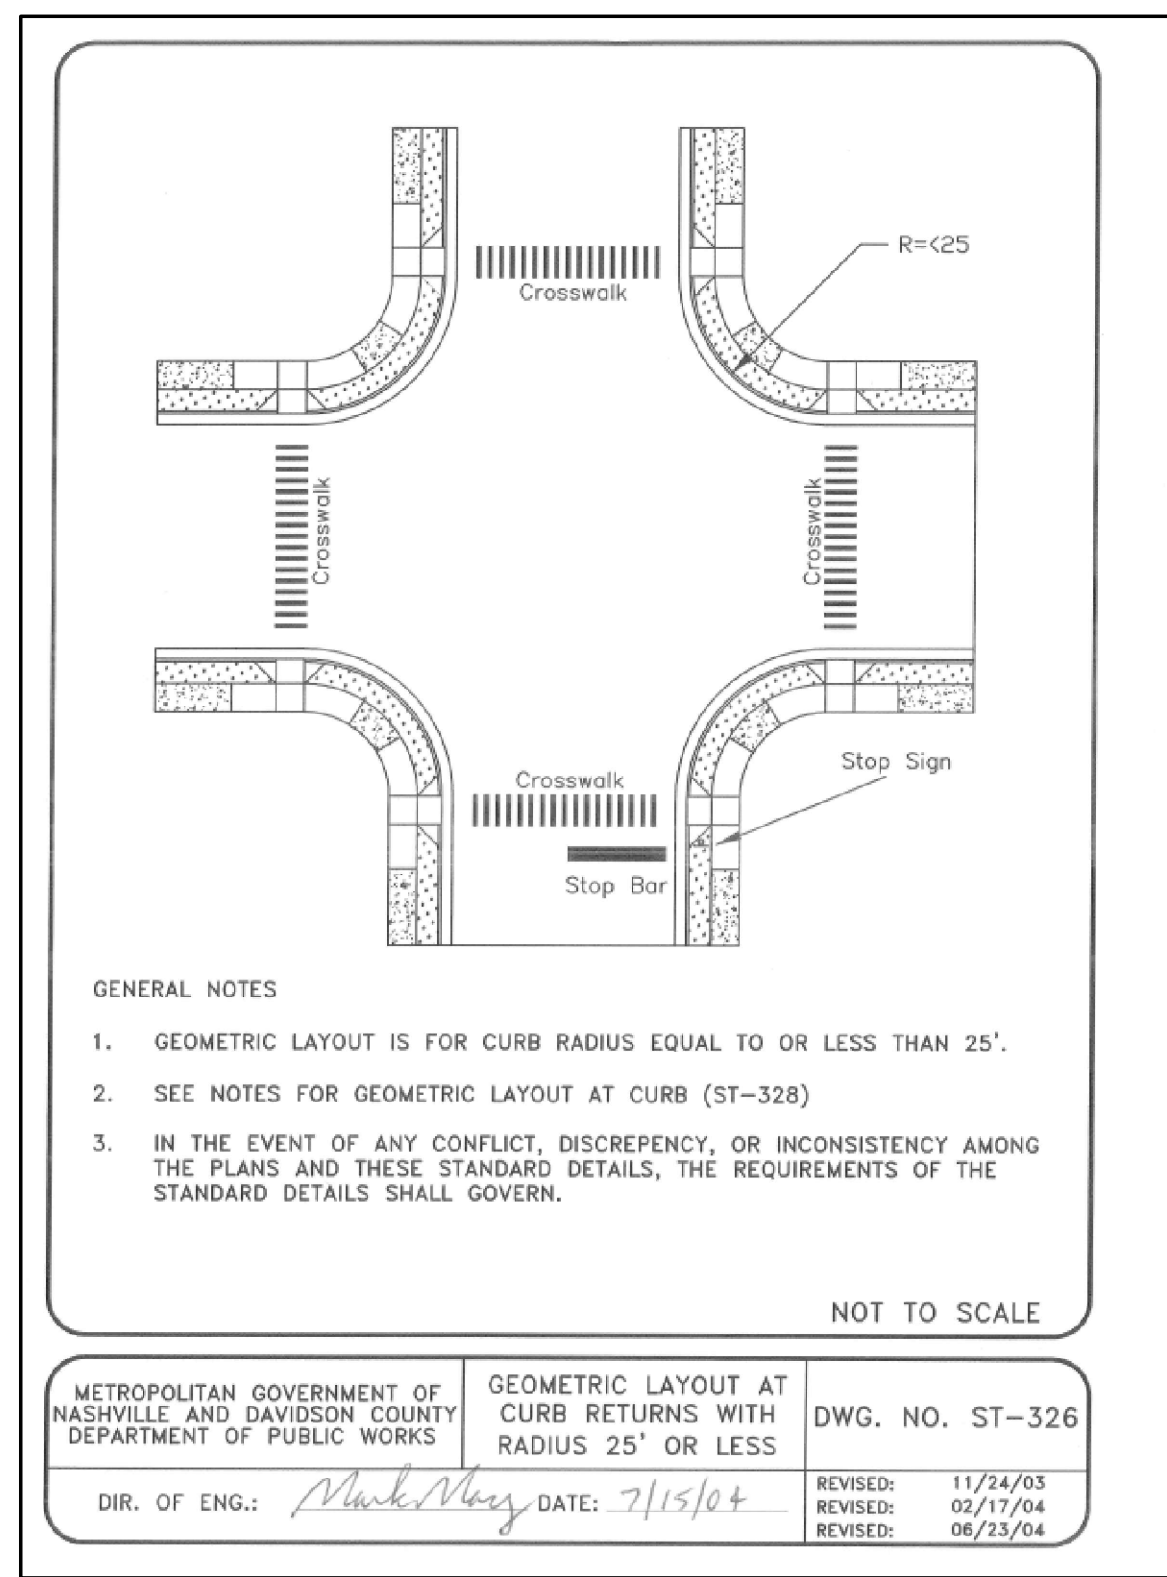 R=<25
Crosswalk
Crosswalk
Crosswalk
Stop Sign
Crosswalk
Stop Bar
GENERAL NOTES
1. GEOMETRIC LAYOUT IS FOR CURB RADIUS EQUAL TO OR LESS THAN 25'.
2. SEE NOTES FOR GEOMETRIC LAYOUT AT CURB (ST-328)
3. IN THE EVENT OF ANY CONFLICT, DISCREPENCY, OR INCONSISTENCY AMONG
THE PLANS AND THESE STANDARD DETAILS, THE REQUIREMENTS OF THE
STANDARD DETAILS SHALL GOVERN.
NOT TO SCALE
METROPOLITAN GOVERNMENT OF
NASHVILLE AND DAVIDSON COUNTY
DEPARTMENT OF PUBLIC WORKS
GEOMETRIC LAYOUT AT
CURB RETURNS WITH
RADIUS 25' OR LESS
DWG. NO. ST-326
DIR. OF ENG.: Mark Macy DATE: 7/15/04
REVISED: 11/24/03
REVISED: 02/17/04
REVISED: 06/23/04